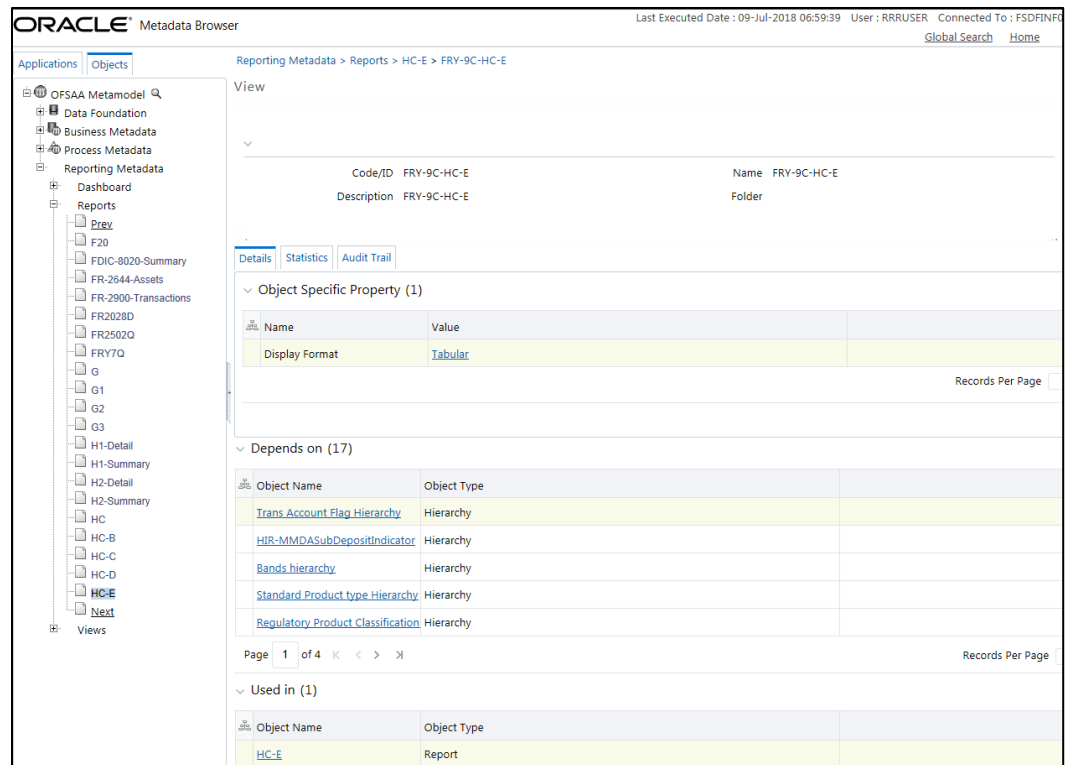 ORACLE Metadata Browser
Last Executed Date : 09-Jul-2018 06:59:39 User : RRRUSER Connected To : FSDFINF0
Global Search Home
Applications Objects
OFSAA Metamodel
Data Foundation
Business Metadata
Process Metadata
Reporting Metadata
Dashboard
Reports
Prev
F20
FDIC-8020-Summary
FR-2644-Assets
FR-2900-Transactions
FR2028D
FR2502Q
FRY7Q
G
G1
G2
G3
H1-Detail
H1-Summary
H2-Detail
H2-Summary
HC
HC-B
HC-C
HC-D
HC-E
Next
Views
Reporting Metadata > Reports > HC-E > FRY-9C-HC-E
View
Code/ID FRY-9C-HC-E Name FRY-9C-HC-E
Description FRY-9C-HC-E Folder
Details Statistics Audit Trail
Object Specific Property (1)
Name Value
Display Format Tabular
Records Per Page
Depends on (17)
Object Name Object Type
Trans Account Flag Hierarchy Hierarchy
HIR-MMDASubDepositIndicator Hierarchy
Bands hierarchy Hierarchy
Standard Product type Hierarchy Hierarchy
Regulatory Product Classification Hierarchy
Page 1 of 4 Records Per Page
Used in (1)
Object Name Object Type
HC-E Report